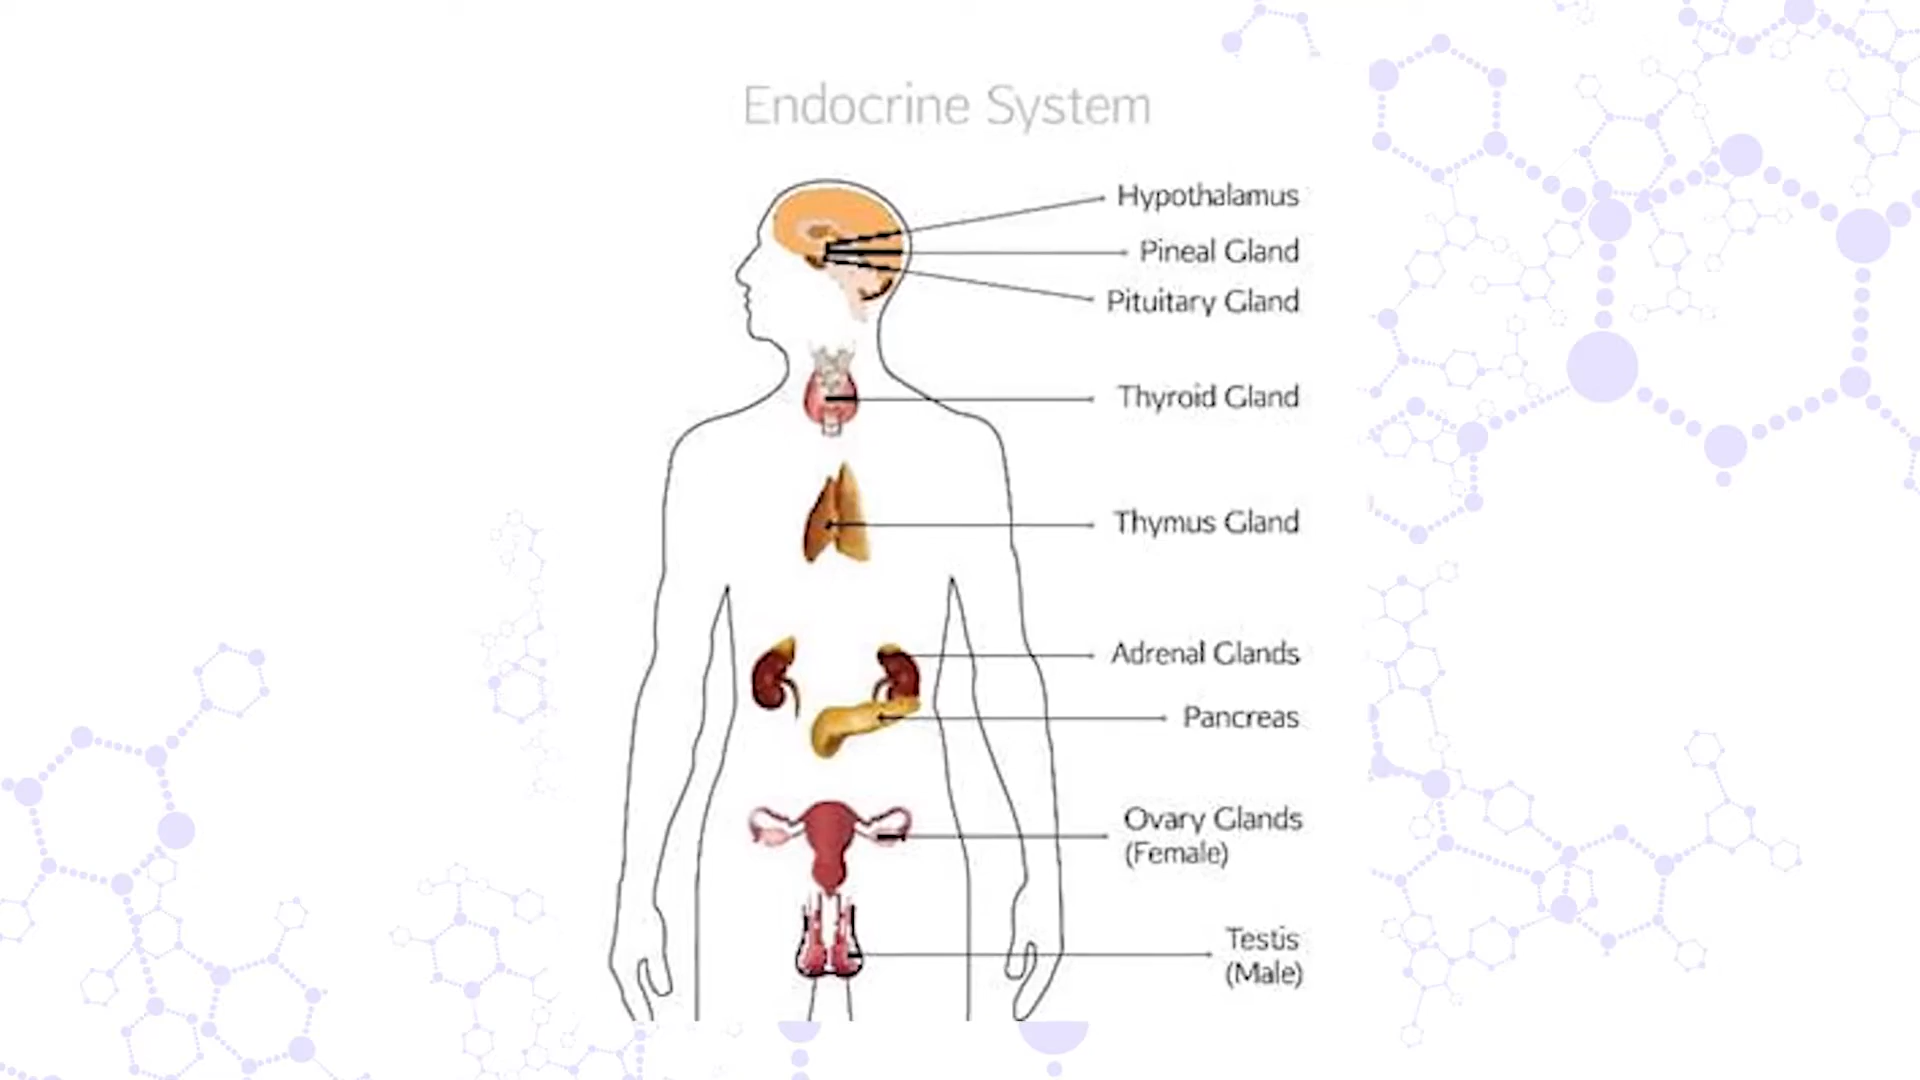 Endocrine System
Hypothalamus
Pineal Gland
Pituitary Gland
Thyroid Gland
Thymus Gland
Adrenal Glands
Pancreas
Ovary Glands
(Female)
Testis
(Male)